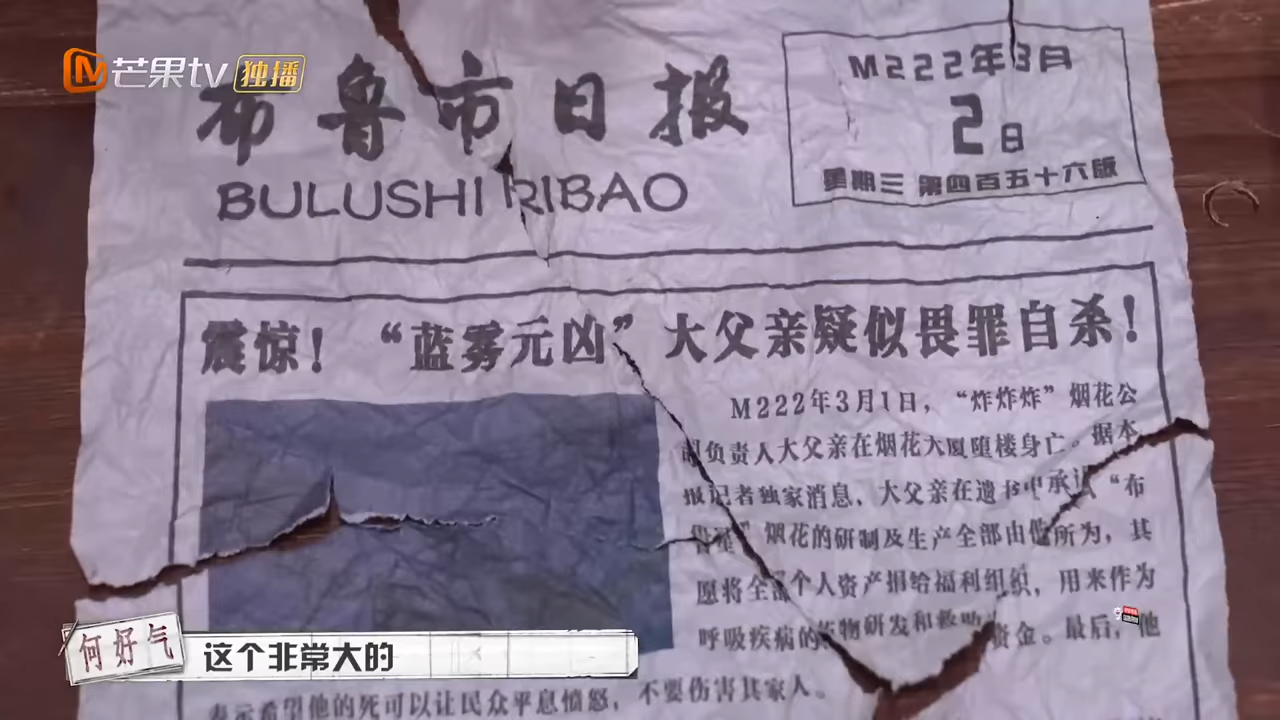 芒果tv 独播
布鲁市日报
BULUSHI RIBAO
M222年3月
2日
星期三 第四百五十六版
震惊！“蓝雾元凶”大父亲疑似畏罪自杀！
M222年3月1日，“炸炸炸”烟花公
司负责人大父亲在烟花大厦堕楼身亡。据本
报记者独家消息，大父亲在遗书中承认“布
鲁星”烟花的研制及生产全部由他所为，其
愿将全部个人资产捐给福利组织，用来作为
呼吸疾病的药物研发和救助资金。最后，他
表示希望他的死可以让民众平息愤怒，不要伤害其家人。
何好气
这个非常大的